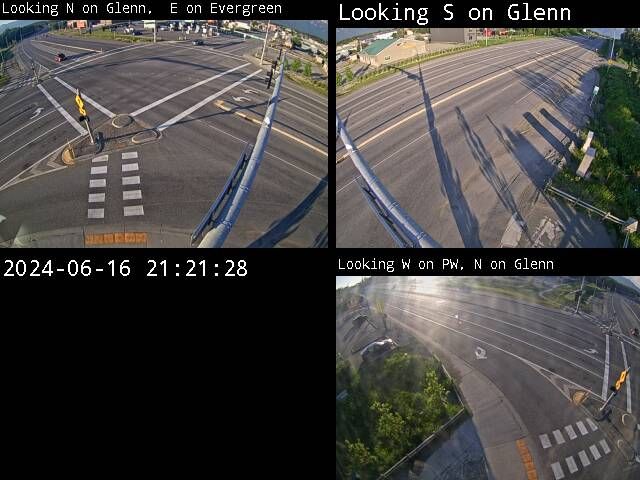 Looking N on Glenn,  E on Evergreen
Looking S on Glenn
2024-06-16 21:21:28
Looking W on PW, N on Glenn